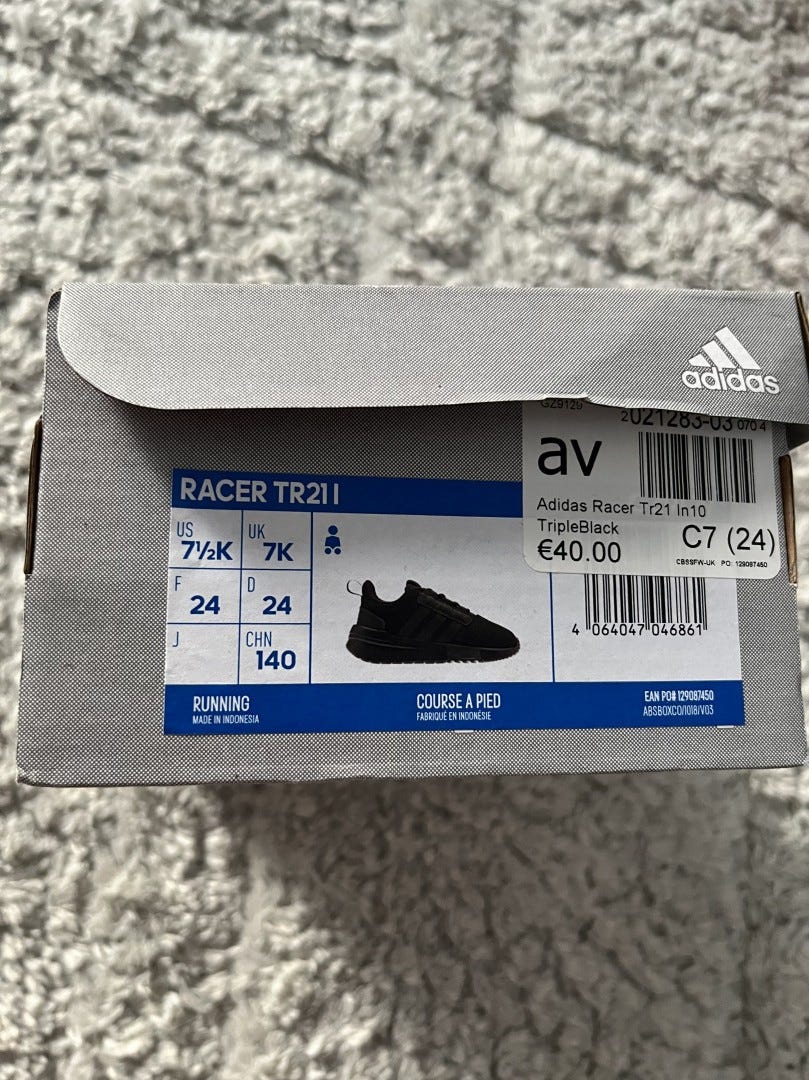 adidas
GZ9129
2021283-03 070 4
av
Adidas Racer Tr21 In10
TripleBlack
€40.00
C7 (24)
CBSSFW-UK PO: 129087450
RACER TR21 I
US
7½K
UK
7K
F
24
D
24
J
CHN
140
4 064047 046861
RUNNING
MADE IN INDONESIA
COURSE A PIED
FABRIQUÉ EN INDONÉSIE
EAN PO# 129087450
ABSBOXCO/1018/V03